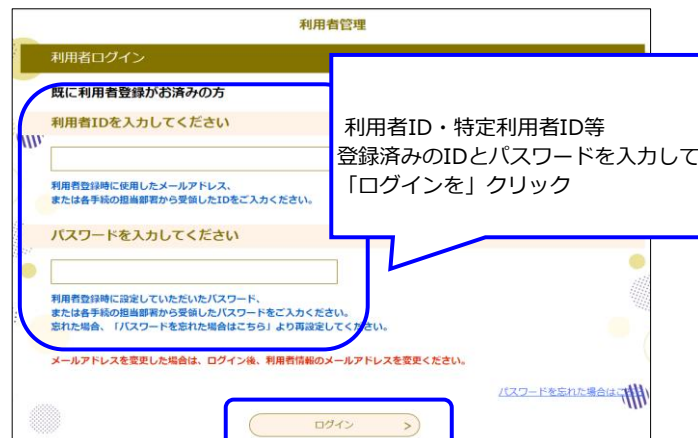 利用者管理
利用者ログイン
既に利用者登録がお済みの方
利用者IDを入力してください
利用者登録時に使用したメールアドレス、
または各手続の担当部署から受領したIDをご入力ください。
利用者ID・特定利用者ID等
登録済みのIDとパスワードを入力して
「ログインを」クリック
パスワードを入力してください
利用者登録時に設定していただいたパスワード、
または各手続の担当部署から受領したパスワードをご入力ください。
忘れた場合、「パスワードを忘れた場合はこちら」より再設定してください。
メールアドレスを変更した場合は、ログイン後、利用者情報のメールアドレスを変更ください。
パスワードを忘れた場合はこ
ログイン >